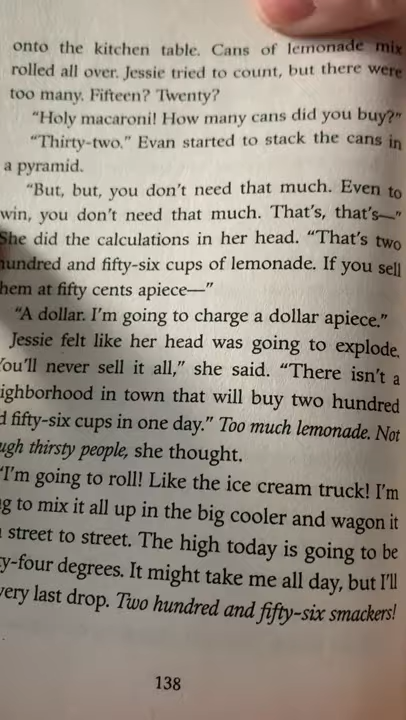 onto the kitchen table. Cans of lemonade mix
rolled all over. Jessie tried to count, but there were
too many. Fifteen? Twenty?
“Holy macaroni! How many cans did you buy?”
“Thirty-two.” Evan started to stack the cans in
a pyramid.
“But, but, you don’t need that much. Even to
win, you don’t need that much. That’s, that’s—”
She did the calculations in her head. “That’s two
hundred and fifty-six cups of lemonade. If you sell
them at fifty cents apiece—”
“A dollar. I’m going to charge a dollar apiece.”
Jessie felt like her head was going to explode.
You’ll never sell it all,” she said. “There isn’t a
ighborhood in town that will buy two hundred
d fifty-six cups in one day.” Too much lemonade. Not
ugh thirsty people, she thought.
“I’m going to roll! Like the ice cream truck! I’m
g to mix it all up in the big cooler and wagon it
street to street. The high today is going to be
y-four degrees. It might take me all day, but I’ll
very last drop. Two hundred and fifty-six smackers!
138